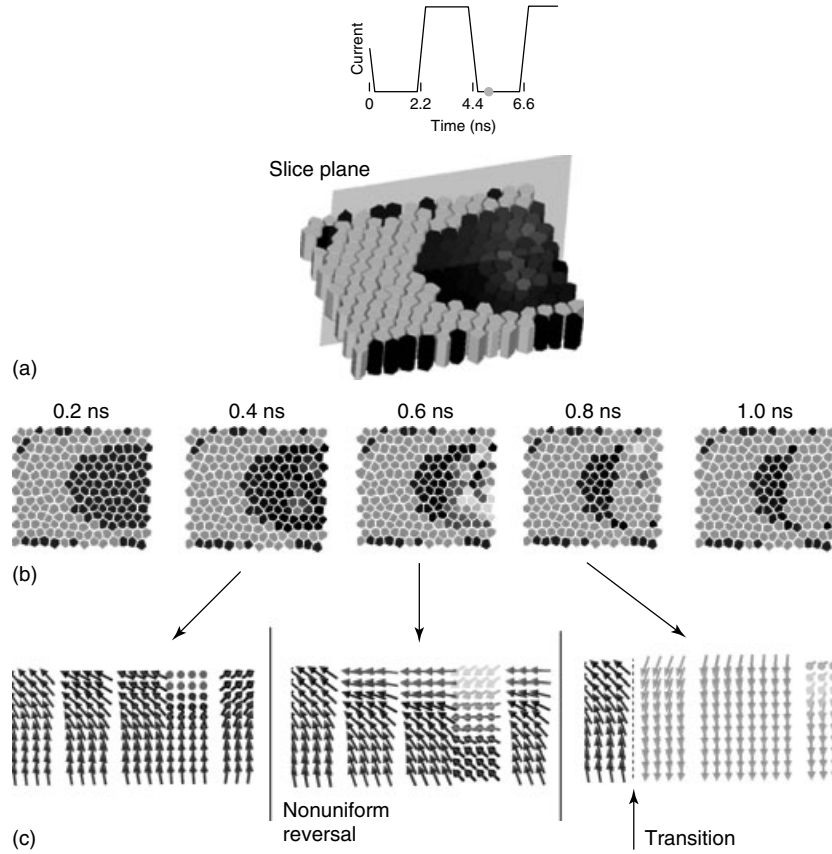 Current
0 2.2 4.4 6.6
Time (ns)
Slice plane
(a)
0.2 ns 0.4 ns 0.6 ns 0.8 ns 1.0 ns
(b)
Nonuniform
reversal
Transition
(c)